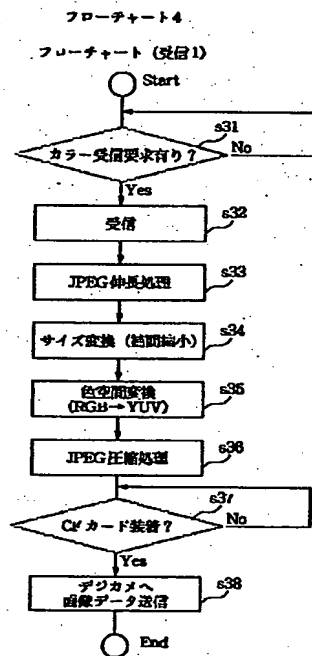 フローチャート4
フローチャート (受信1)
Start
s31
カラー受信要求有り?
No
Yes
s32
受信
s33
JPEG伸長処理
s34
サイズ変換 (結間縮小)
s35
色空間変換
(RGB→YUV)
s36
JPEG圧縮処理
s37
CFカード装着?
No
Yes
s38
デジカメへ
画像データ送信
End